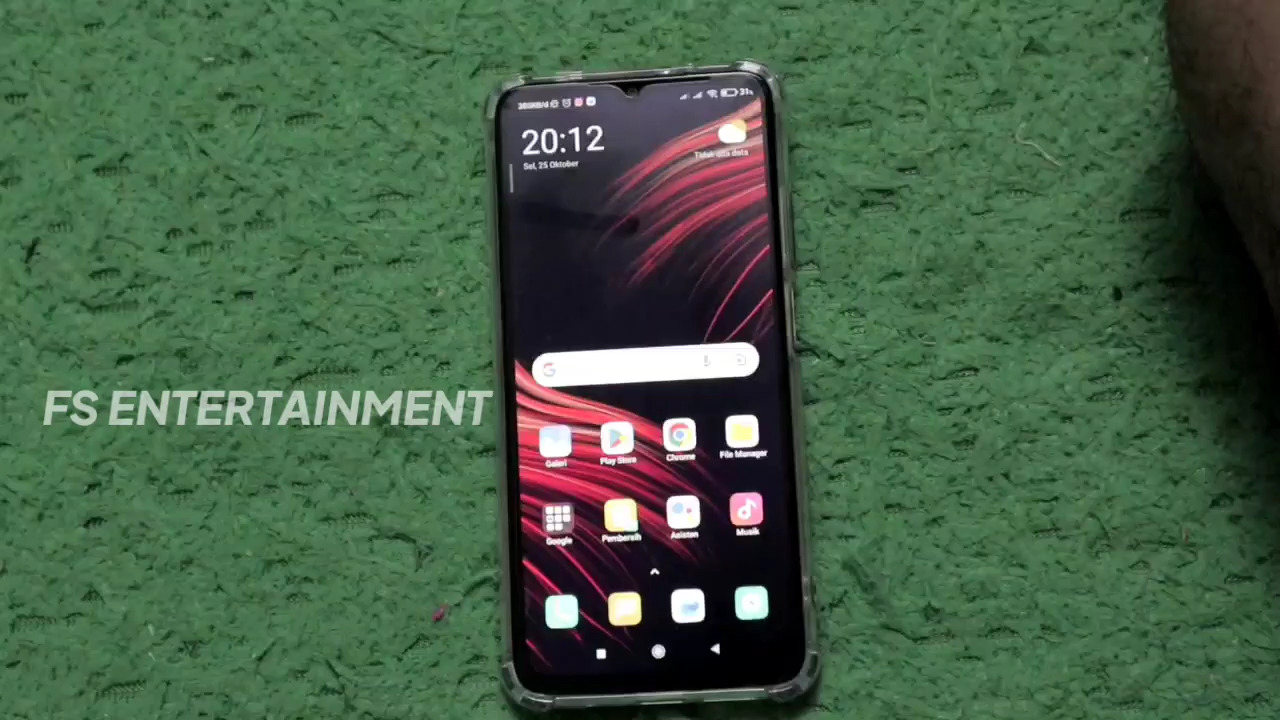 20:12
Sel, 25 Oktober
Tidak ada data
31%
G
FS ENTERTAINMENT
Galeri
Play Store
Chrome
File Manager
Google
Pembersih
Asisten
Musik